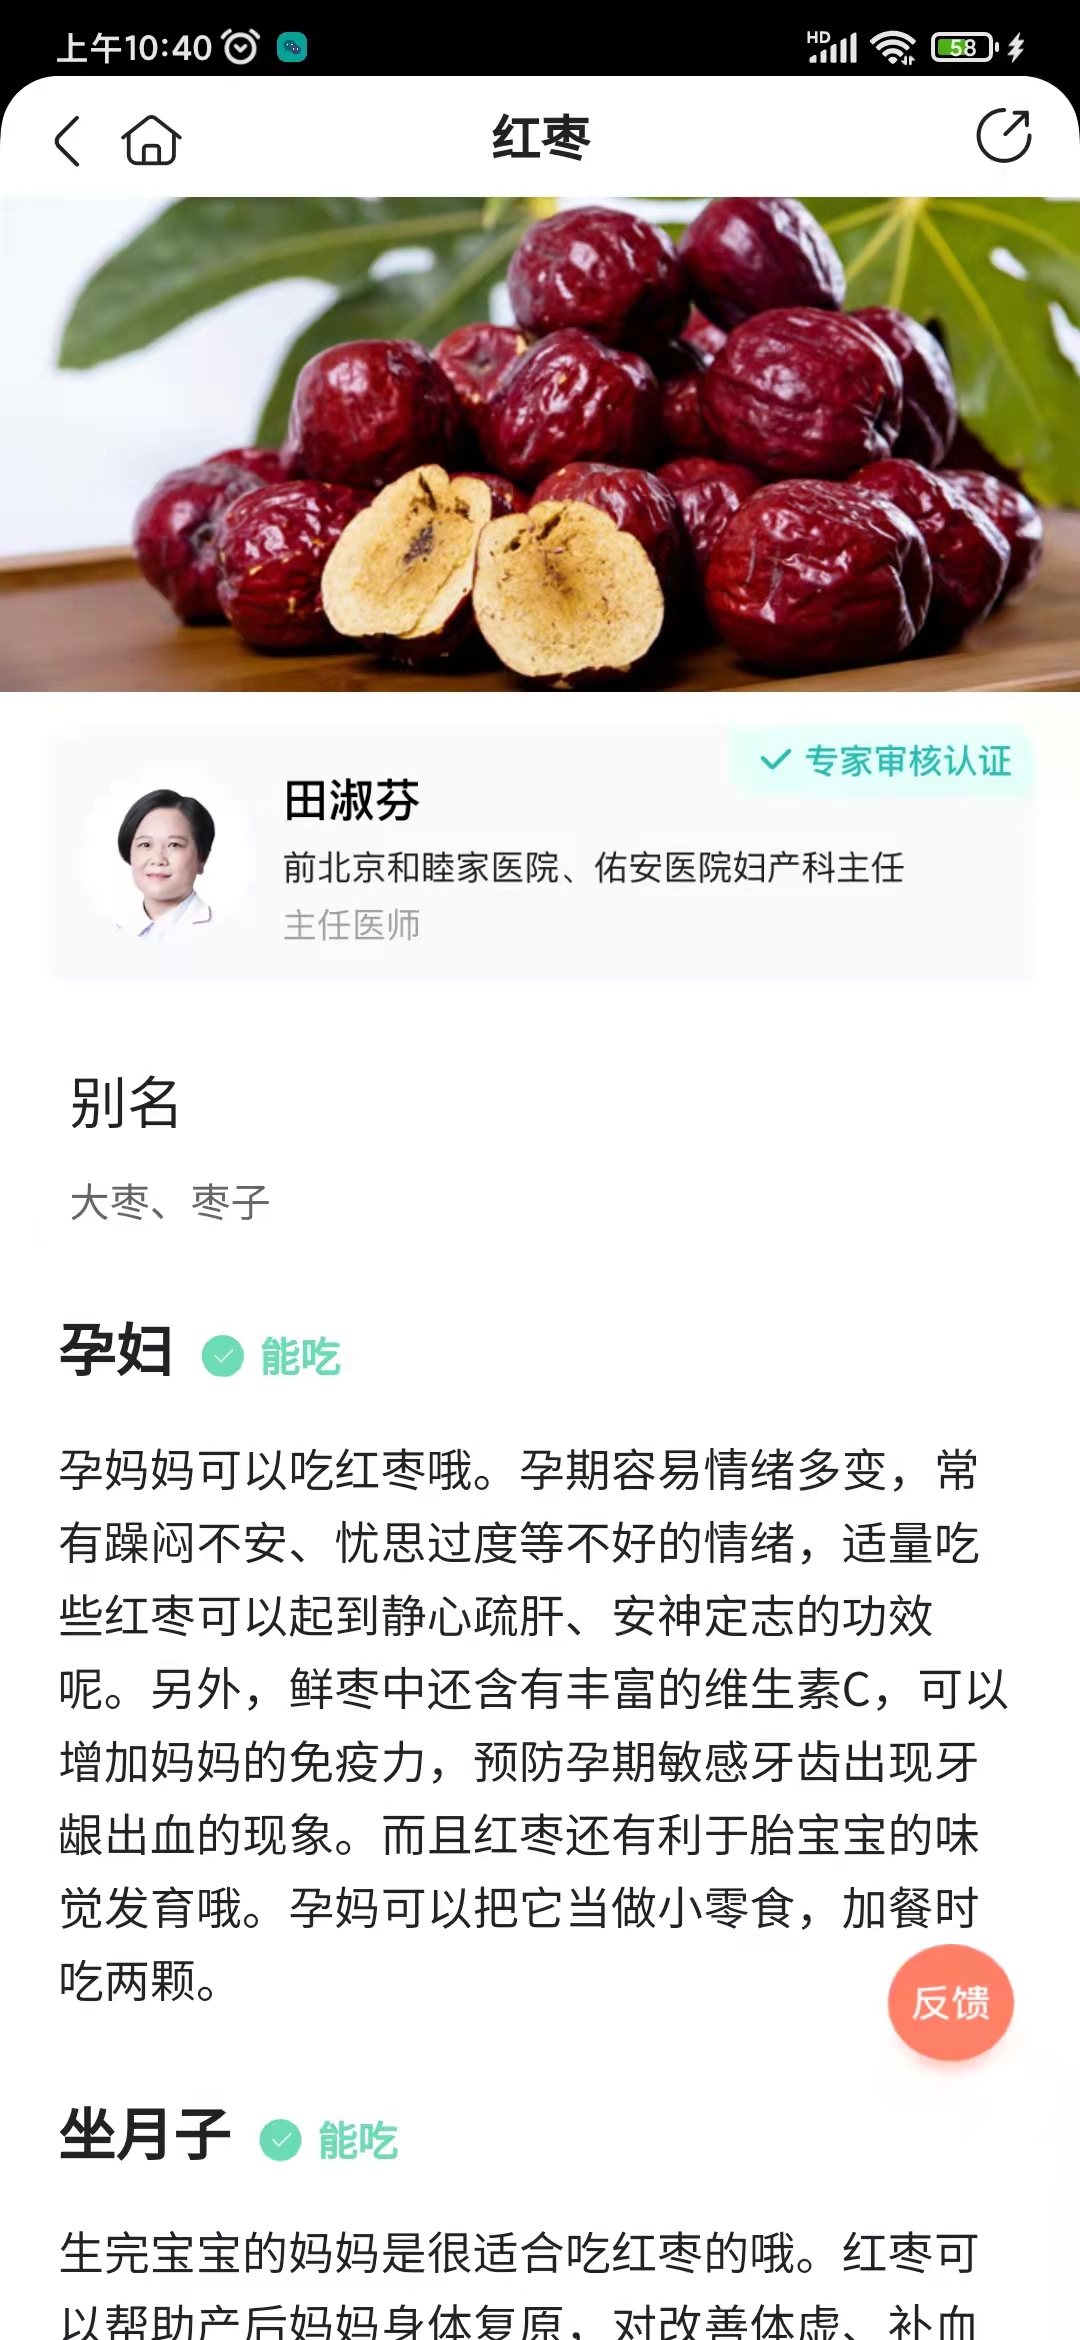 上午10:40
HD
58
红枣
专家审核认证
田淑芬
前北京和睦家医院、佑安医院妇产科主任
主任医师
别名
大枣、枣子
孕妇 能吃
孕妈妈可以吃红枣哦。孕期容易情绪多变，常
有躁闷不安、忧思过度等不好的情绪，适量吃
些红枣可以起到静心疏肝、安神定志的功效
呢。另外，鲜枣中还含有丰富的维生素C，可以
增加妈妈的免疫力，预防孕期敏感牙齿出现牙
龈出血的现象。而且红枣还有利于胎宝宝的味
觉发育哦。孕妈可以把它当做小零食，加餐时
吃两颗。
反馈
坐月子 能吃
生完宝宝的妈妈是很适合吃红枣的哦。红枣可
以帮助产后妈妈身体复原，对改善体虚、补血